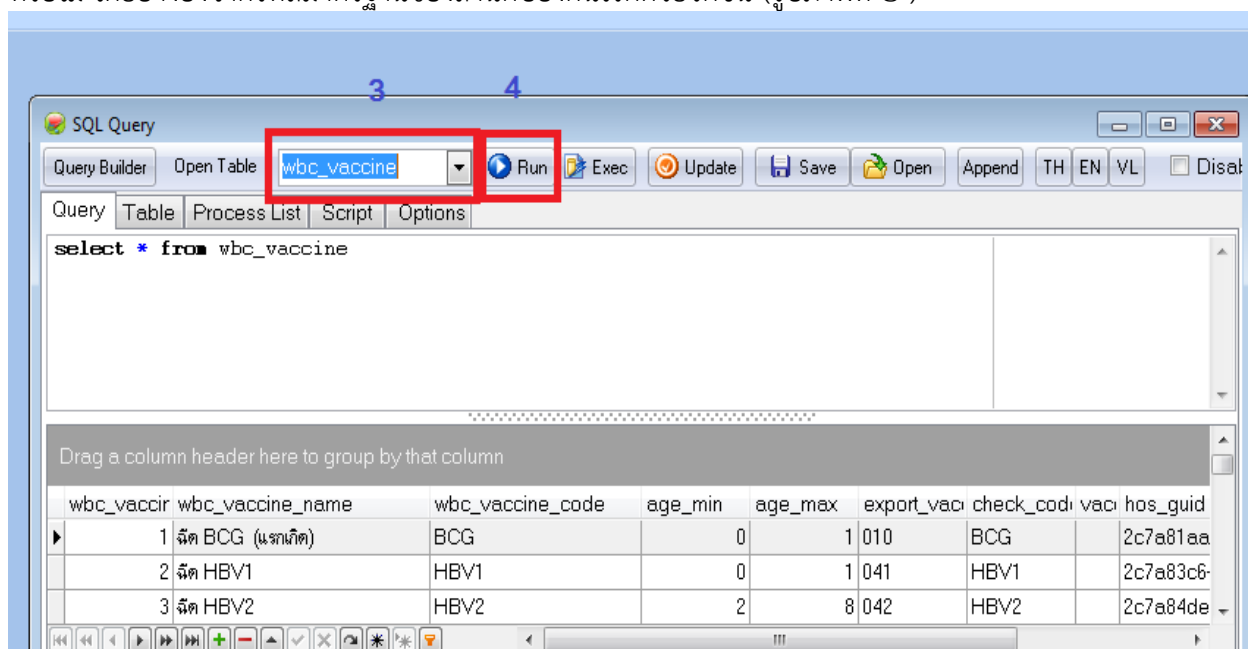 3 4
SQL Query
Query Builder Open Table wbc_vaccine Run Exec Update Save Open Append TH EN VL Disab
Query Table Process List Script Options
select * from wbc_vaccine
Drag a column header here to group by that column
wbc_vaccir wbc_vaccine_name wbc_vaccine_code age_min age_max export_vacc check_code vacc hos_guid
1 ฉีด BCG (แรกเกิด) BCG 0 1 010 BCG 2c7a81aa
2 ฉีด HBV1 HBV1 0 1 041 HBV1 2c7a83c6-
3 ฉีด HBV2 HBV2 2 8 042 HBV2 2c7a84de